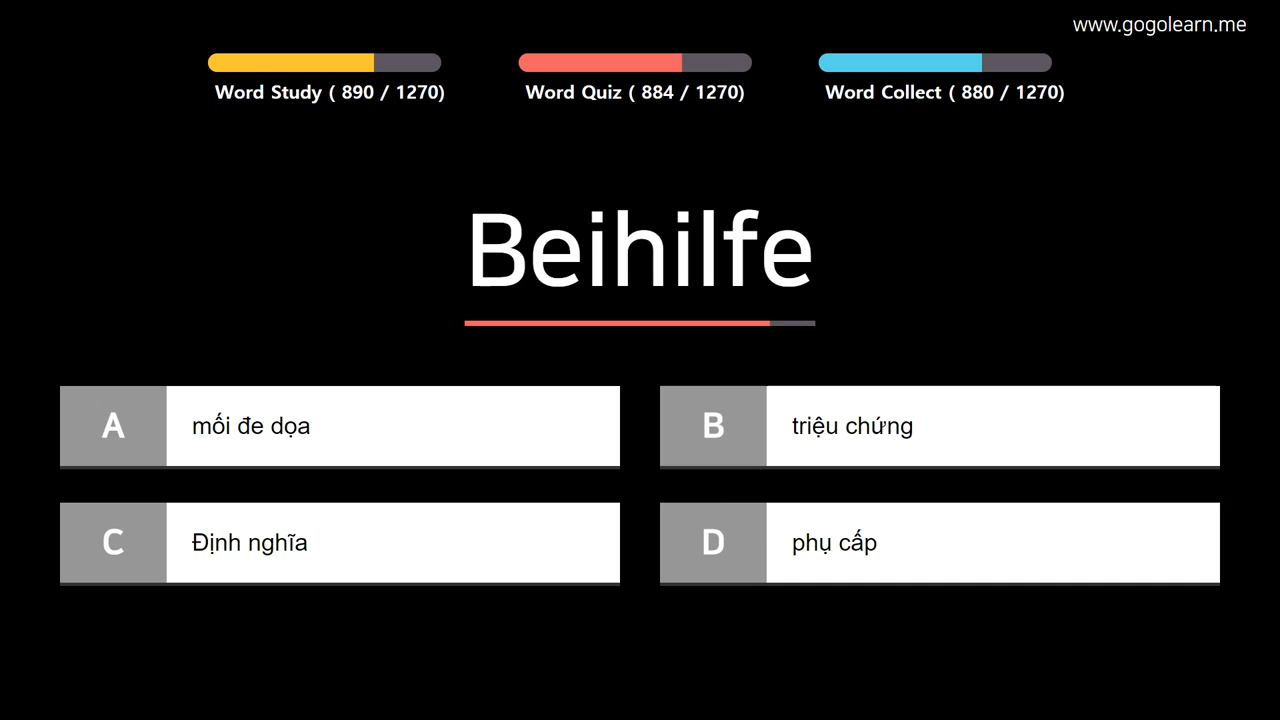 www.gogolearn.me
Word Study ( 890 / 1270)
Word Quiz ( 884 / 1270)
Word Collect ( 880 / 1270)
Beihilfe
A mối đe dọa
B triệu chứng
C Định nghĩa
D phụ cấp